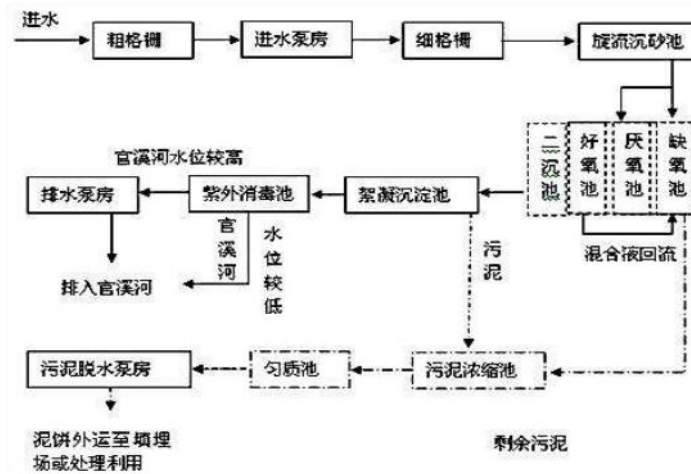 进水
粗格栅
进水泵房
细格栅
旋流沉砂池
二沉池
好氧池
厌氧池
缺氧池
官溪河水位较高
排水泵房
紫外消毒池
絮凝沉淀池
混合液回流
官溪河
水位较低
污泥
排入官溪河
污泥脱水泵房
匀质池
污泥浓缩池
泥饼外运至填埋
场或处理利用
剩余污泥